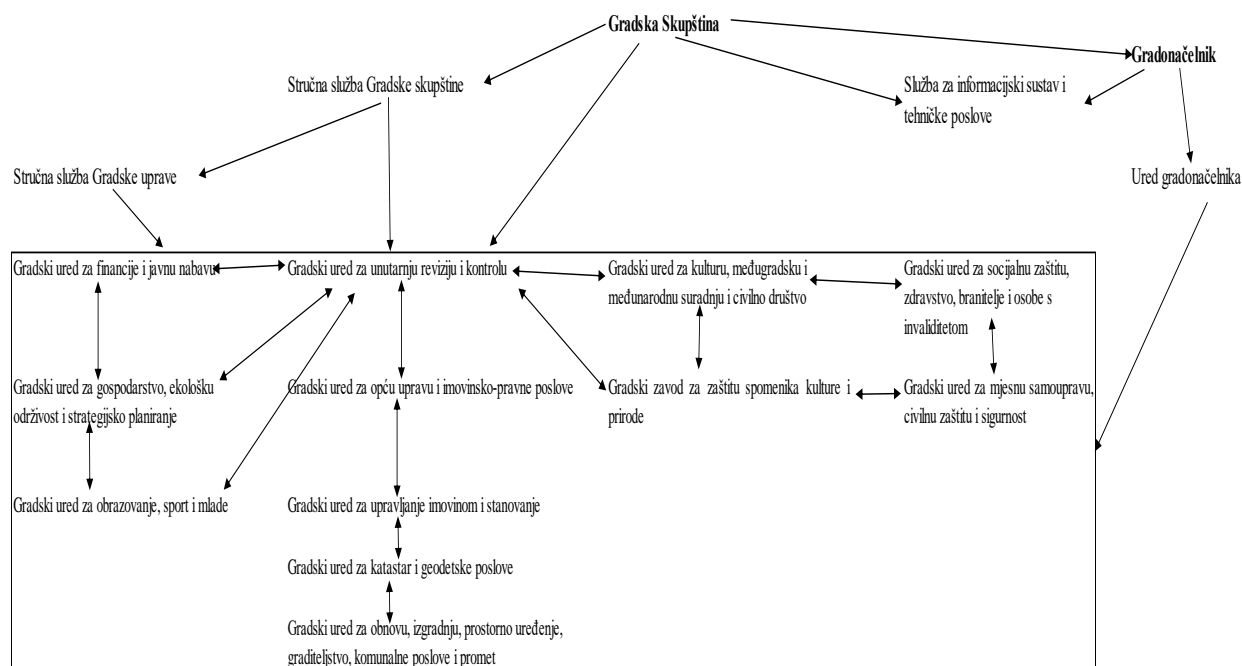 Gradska Skupština
Gradonačelnik
Stručna služba Gradske skupštine
Služba za informacijski sustav i
tehničke poslove
Stručna služba Gradske uprave
Ured gradonačelnika
Gradski ured za financije i javnu nabavu
Gradski ured za unutarnju reviziju i kontrolu
Gradski ured za kulturu, međugradsku i
međunarodnu suradnju i civilno društvo
Gradski ured za socijalnu zaštitu,
zdravstvo, branitelje i osobe s
invaliditetom
Gradski ured za gospodarstvo, ekološku
održivost i strategijsko planiranje
Gradski ured za opću upravu i imovinsko-pravne poslove
Gradski zavod za zaštitu spomenika kulture i
prirode
Gradski ured za mjesnu samoupravu,
civilnu zaštitu i sigurnost
Gradski ured za obrazovanje, sport i mlade
Gradski ured za upravljanje imovinom i stanovanje
Gradski ured za katastar i geodetske poslove
Gradski ured za obnovu, izgradnju, prostorno uređenje,
graditeljstvo, komunalne poslove i promet